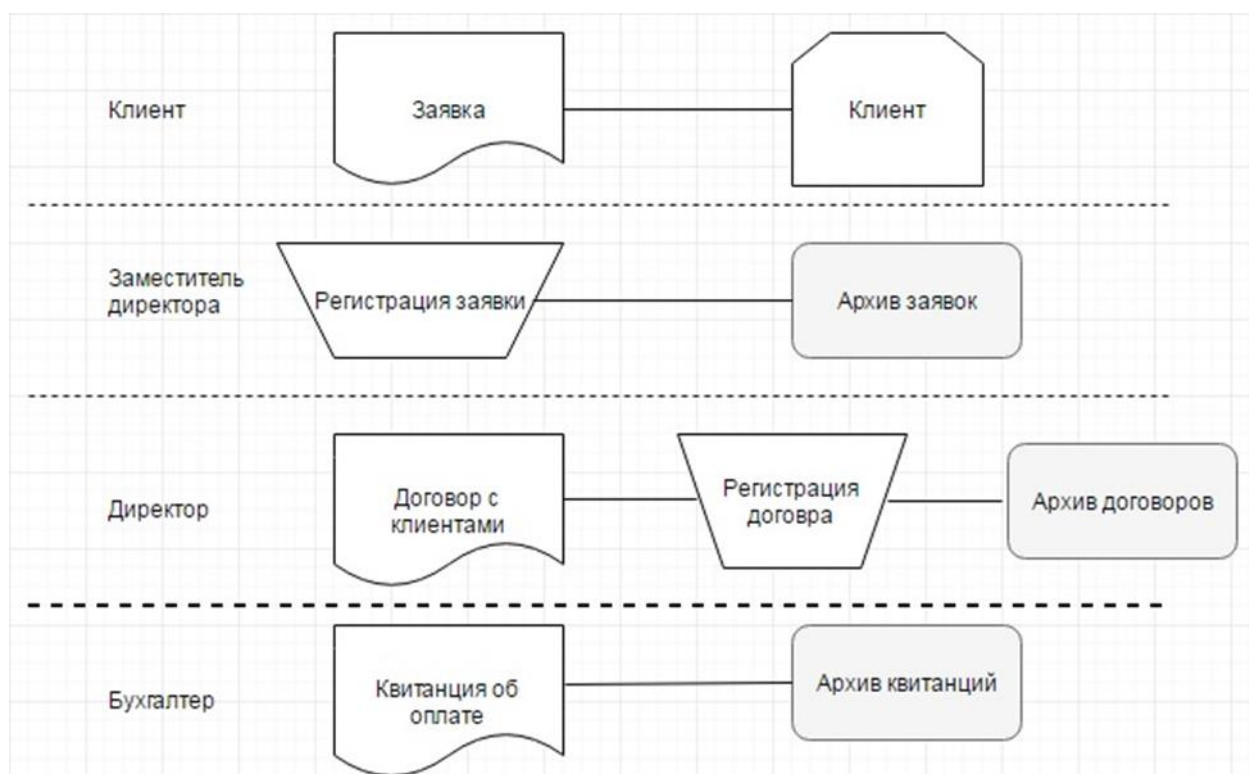 Клиент
Заявка
Клиент
Заместитель
директора
Регистрация заявки
Архив заявок
Директор
Договор с
клиентами
Регистрация
договра
Архив договоров
Бухгалтер
Квитанция об
оплате
Архив квитанций